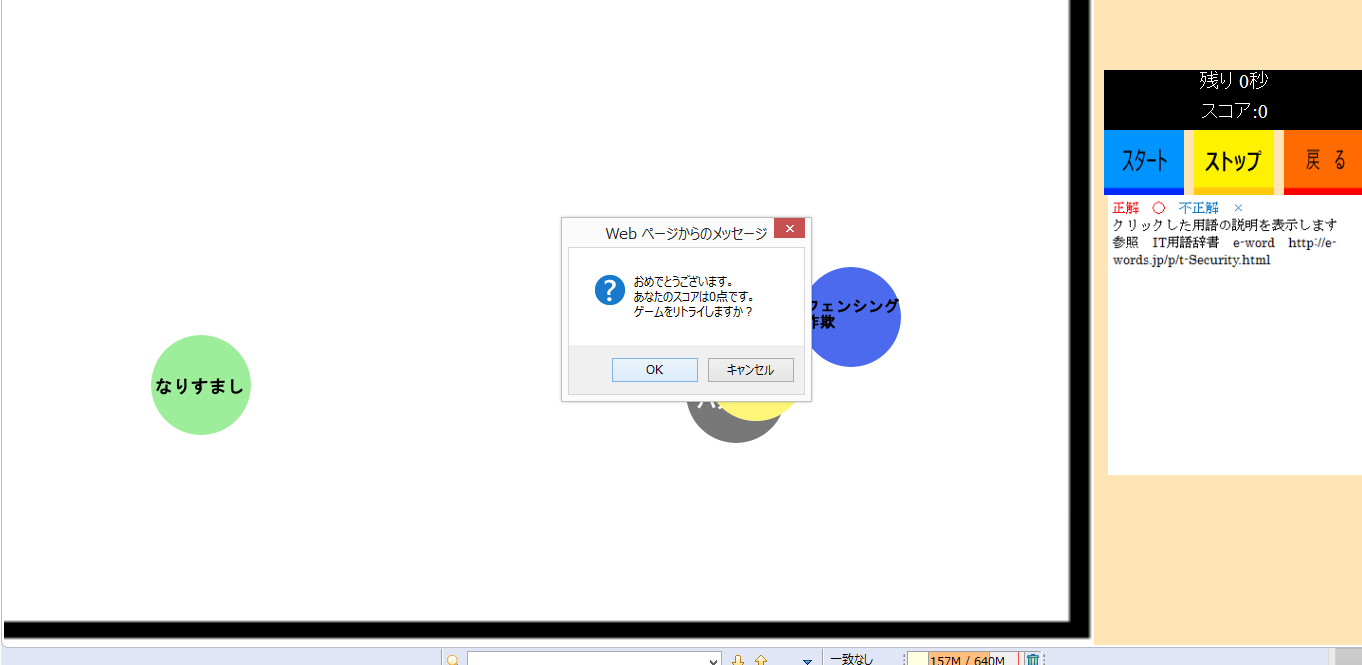 残り 0秒
スコア:0
スタート
ストップ
戻 る
正解 ○ 不正解 ×
クリックした用語の説明を表示します
参照 IT用語辞書 e-word http://e-
words.jp/p/t-Security.html
Web ページからのメッセージ
おめでとうございます。
あなたのスコアは0点です。
ゲームをリトライしますか？
OK
キャンセル
フェンシング
詐欺
なりすまし
一致なし
157M / 640M